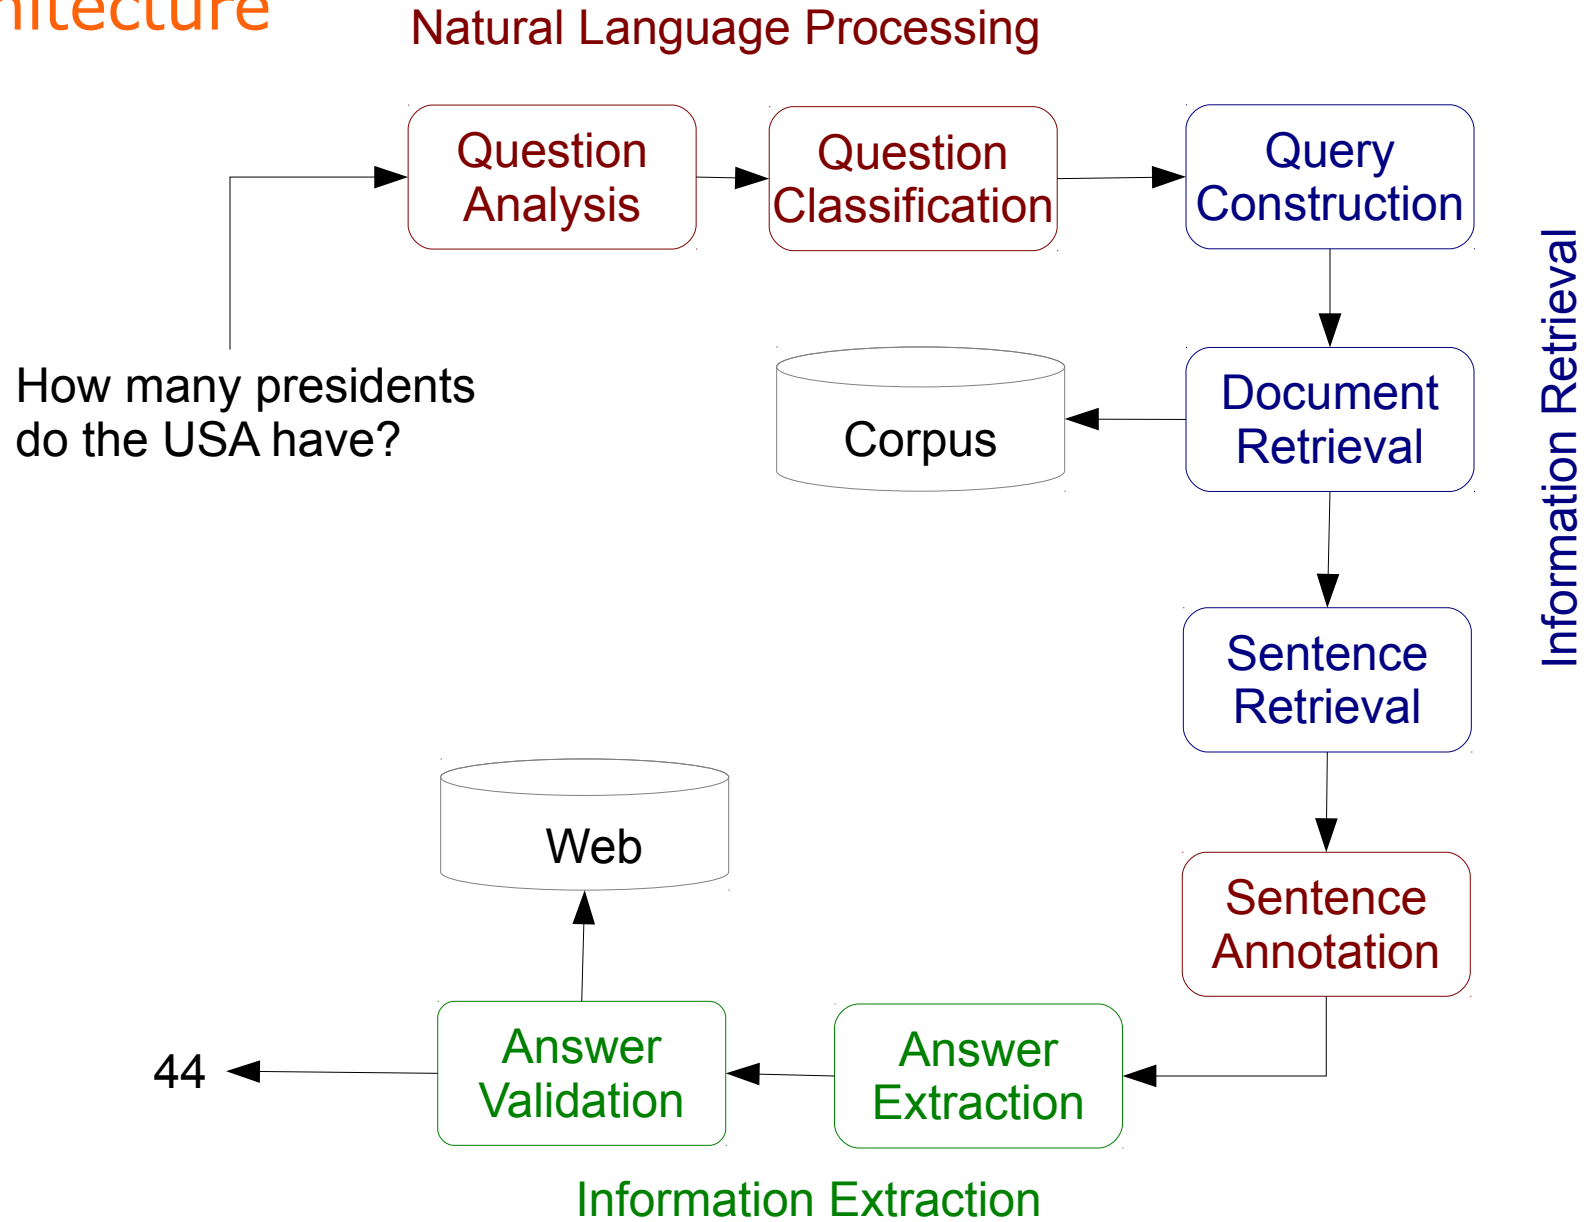 Natural Language Processing
Question
Analysis
Question
Classification
Query
Construction
How many presidents
do the USA have?
Corpus
Document
Retrieval
Information Retrieval
Sentence
Retrieval
Web
Sentence
Annotation
44
Answer
Validation
Answer
Extraction
Information Extraction